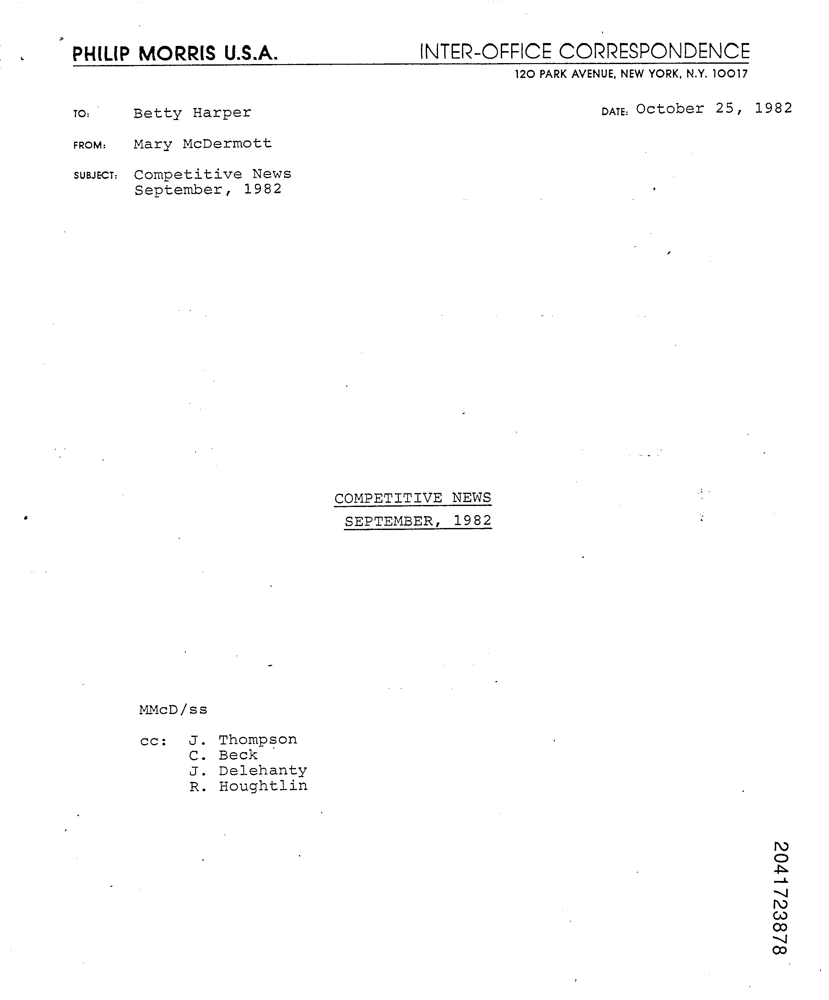 PHILIP MORRIS U.S.A. INTER-OFFICE CORRESPONDENCE
120 PARK AVENUE, NEW YORK, N.Y. 10017
TO: Betty Harper DATE: October 25, 1982
FROM: Mary McDermott
SUBJECT: Competitive News
September, 1982
COMPETITIVE NEWS
SEPTEMBER, 1982
MMcD/ss
cc: J. Thompson
C. Beck
J. Delehanty
R. Houghtlin
2041723878